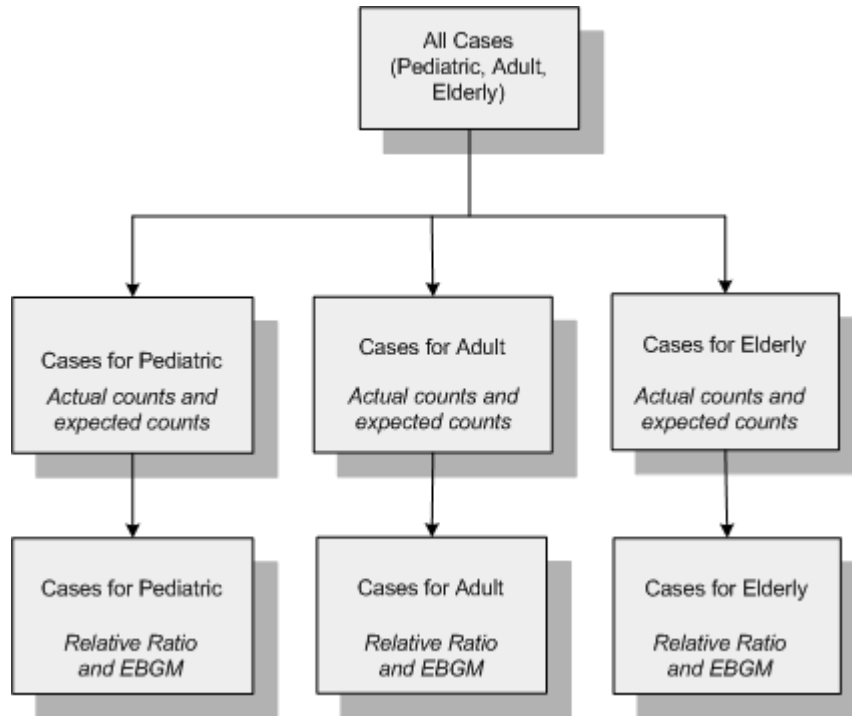 All Cases
(Pediatric, Adult,
Elderly)
Cases for Pediatric
Actual counts and
expected counts
Cases for Adult
Actual counts and
expected counts
Cases for Elderly
Actual counts and
expected counts
Cases for Pediatric
Relative Ratio
and EBGM
Cases for Adult
Relative Ratio
and EBGM
Cases for Elderly
Relative Ratio
and EBGM